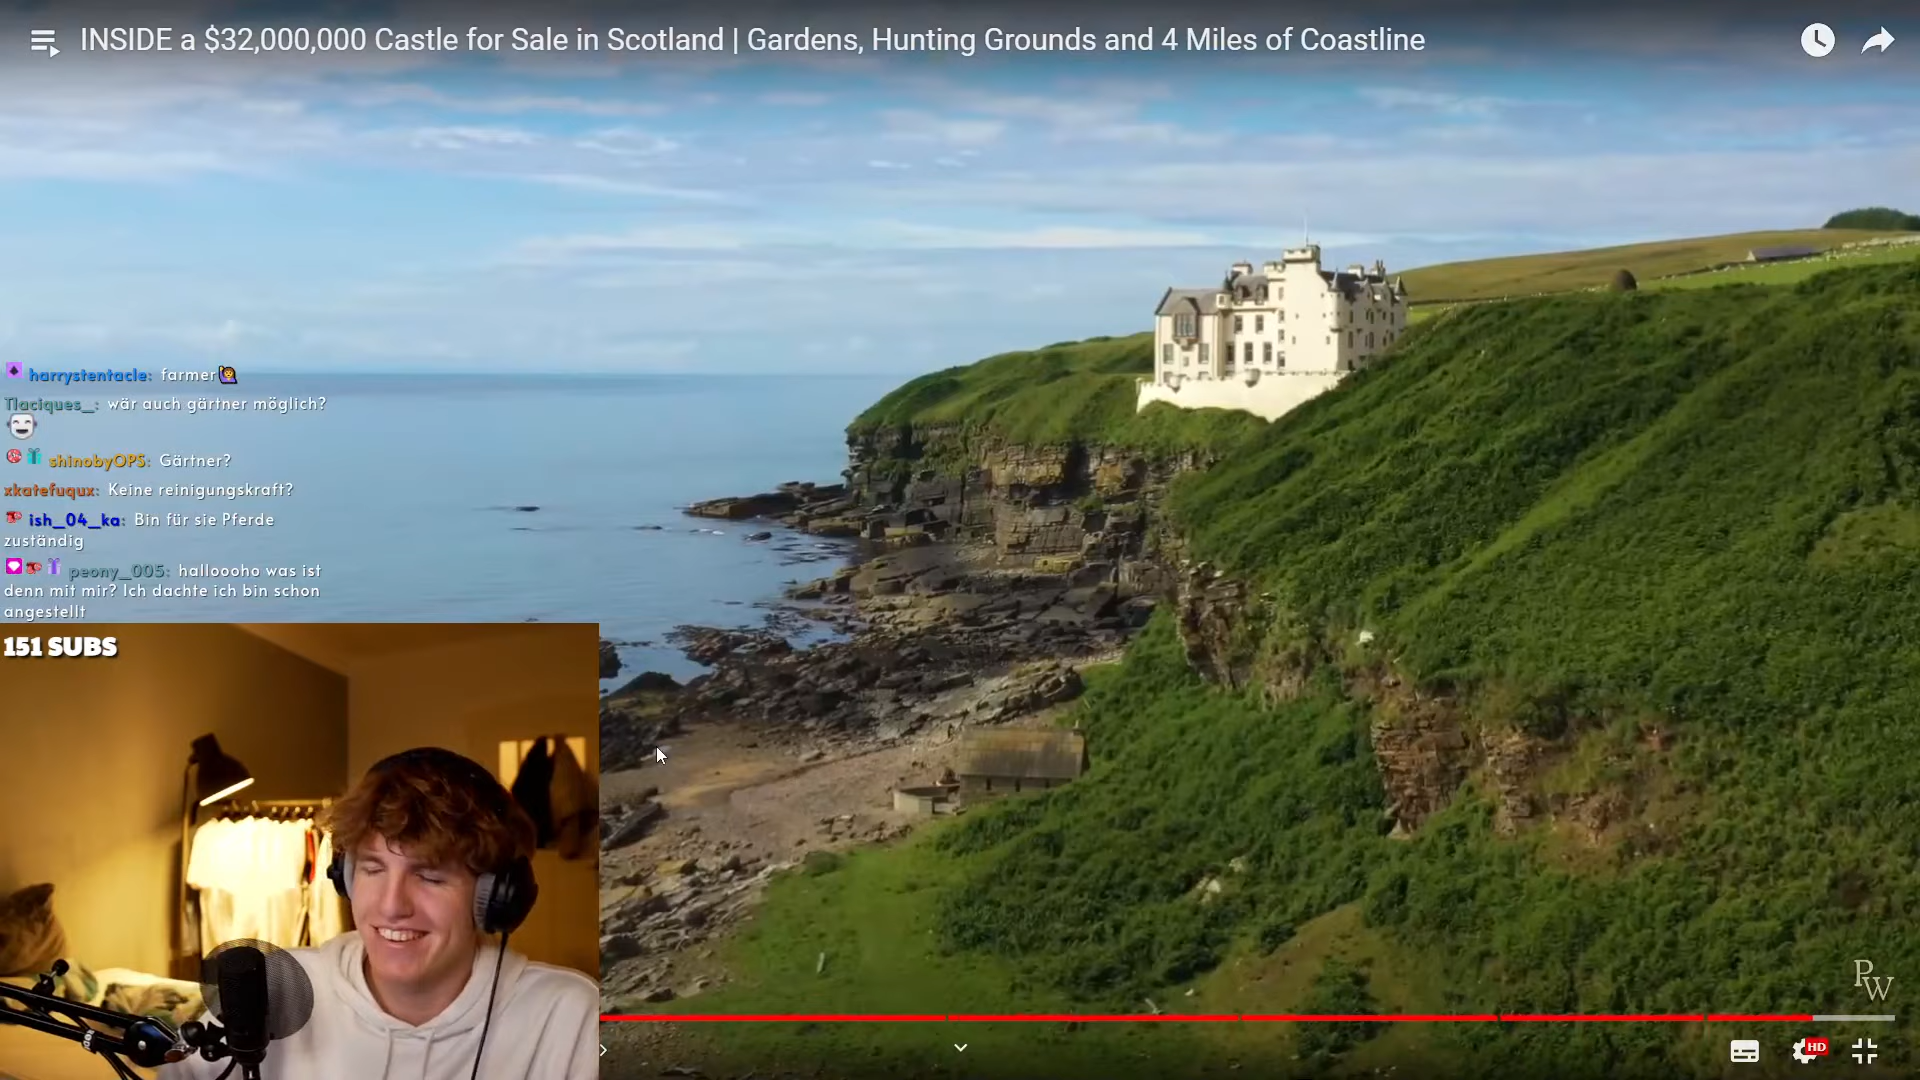 INSIDE a $32,000,000 Castle for Sale in Scotland | Gardens, Hunting Grounds and 4 Miles of Coastline
harrystentacle: farmer🙋
Tlaciques_: wär auch gärtner möglich?
shinobyOPS: Gärtner?
xkatefuqux: Keine reinigungskraft?
ish_04_ka: Bin für sie Pferde
zuständig
peony_005: halloooho was ist
denn mit mir? Ich dachte ich bin schon
angestellt
151 SUBS
PW
HD